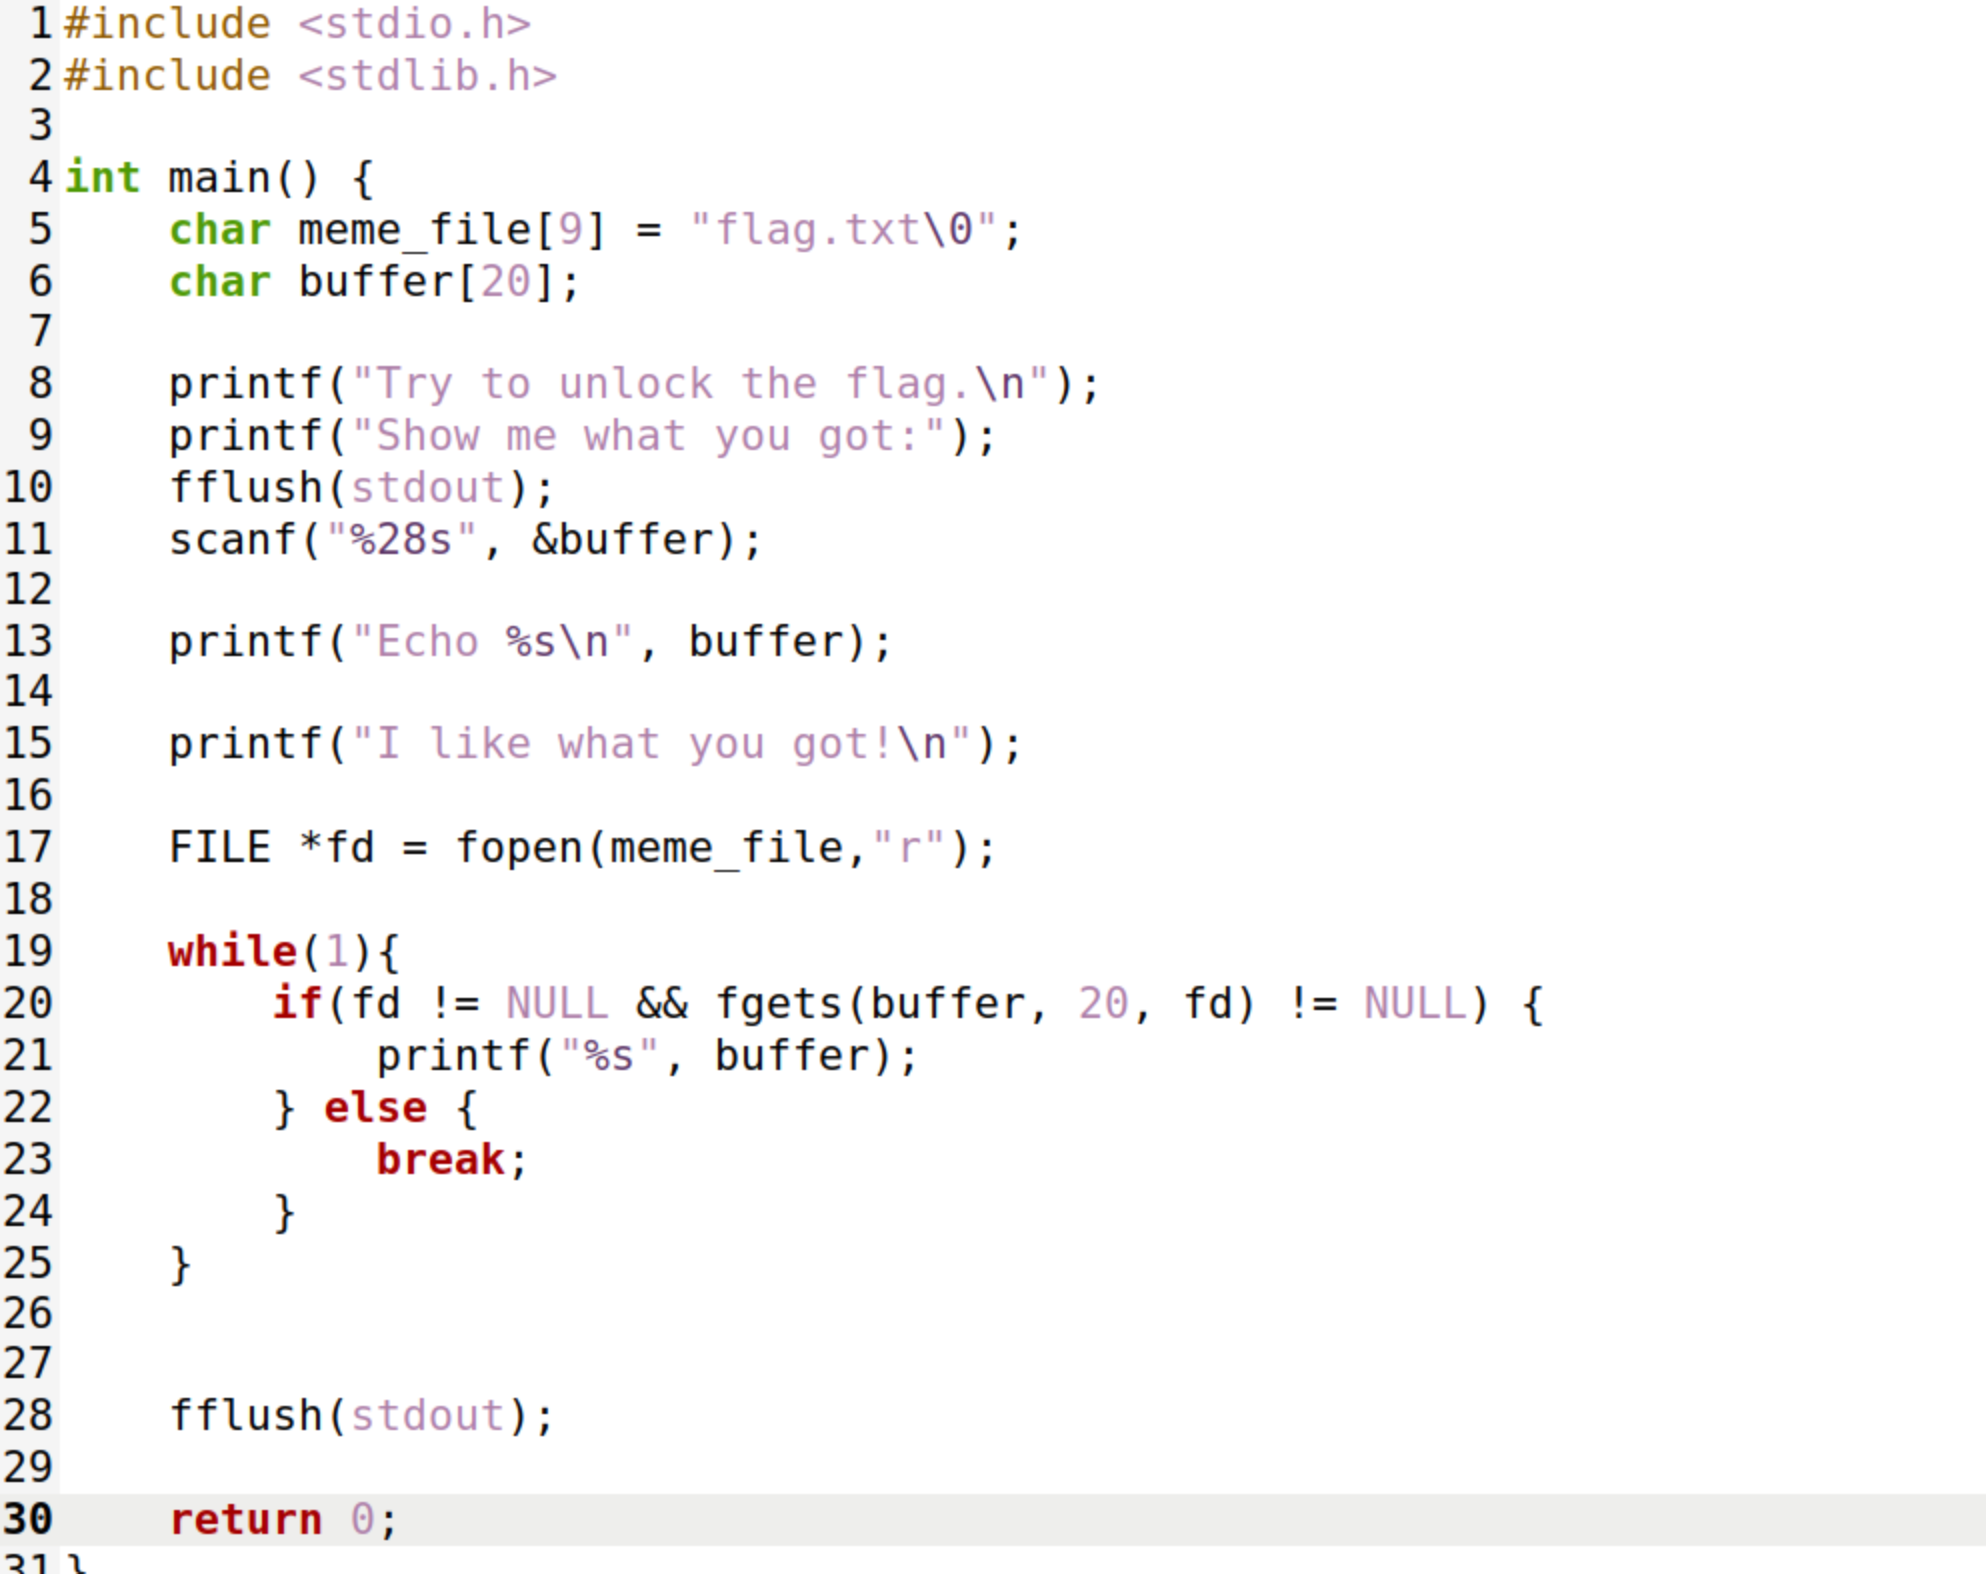 1 #include <stdio.h>
2 #include <stdlib.h>
3
4 int main() {
5     char meme_file[9] = "flag.txt\0";
6     char buffer[20];
7
8     printf("Try to unlock the flag.\n");
9     printf("Show me what you got:");
10     fflush(stdout);
11     scanf("%28s", &buffer);
12
13     printf("Echo %s\n", buffer);
14
15     printf("I like what you got!\n");
16
17     FILE *fd = fopen(meme_file,"r");
18
19     while(1){
20         if(fd != NULL && fgets(buffer, 20, fd) != NULL) {
21             printf("%s", buffer);
22         } else {
23             break;
24         }
25     }
26
27
28     fflush(stdout);
29
30     return 0;
31 }